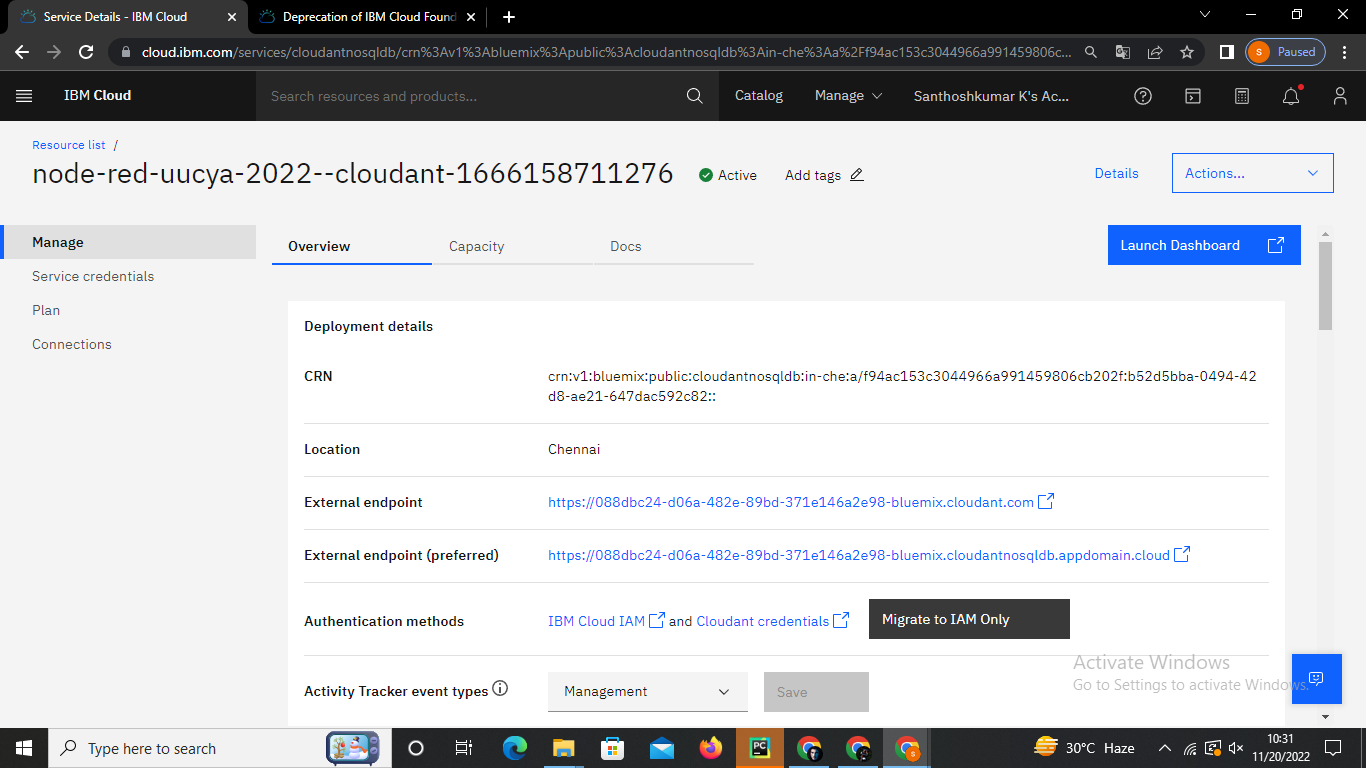 Service Details - IBM Cloud
Deprecation of IBM Cloud Found
cloud.ibm.com/services/cloudantnosqldb/crn%3Av1%3Abluemix%3Apublic%3Acloudantnosqldb%3Ain-che%3Aa%2Ff94ac153c3044966a991459806c...
S Paused
IBM Cloud
Search resources and products...
Catalog
Manage
Santhoshkumar K's Ac...
Resource list /
node-red-uucya-2022--cloudant-1666158711276
Active
Add tags
Details
Actions...
Manage
Service credentials
Plan
Connections
Overview
Capacity
Docs
Launch Dashboard
Deployment details
CRN
crn:v1:bluemix:public:cloudantnosqldb:in-che:a/f94ac153c3044966a991459806cb202f:b52d5bba-0494-42
d8-ae21-647dac592c82::
Location
Chennai
External endpoint
https://088dbc24-d06a-482e-89bd-371e146a2e98-bluemix.cloudant.com
External endpoint (preferred)
https://088dbc24-d06a-482e-89bd-371e146a2e98-bluemix.cloudantnosqldb.appdomain.cloud
Authentication methods
IBM Cloud IAM and Cloudant credentials
Migrate to IAM Only
Activity Tracker event types
Management
Save
Activate Windows
Go to Settings to activate Windows.
Type here to search
PC
S
30°C Haze
10:31
11/20/2022